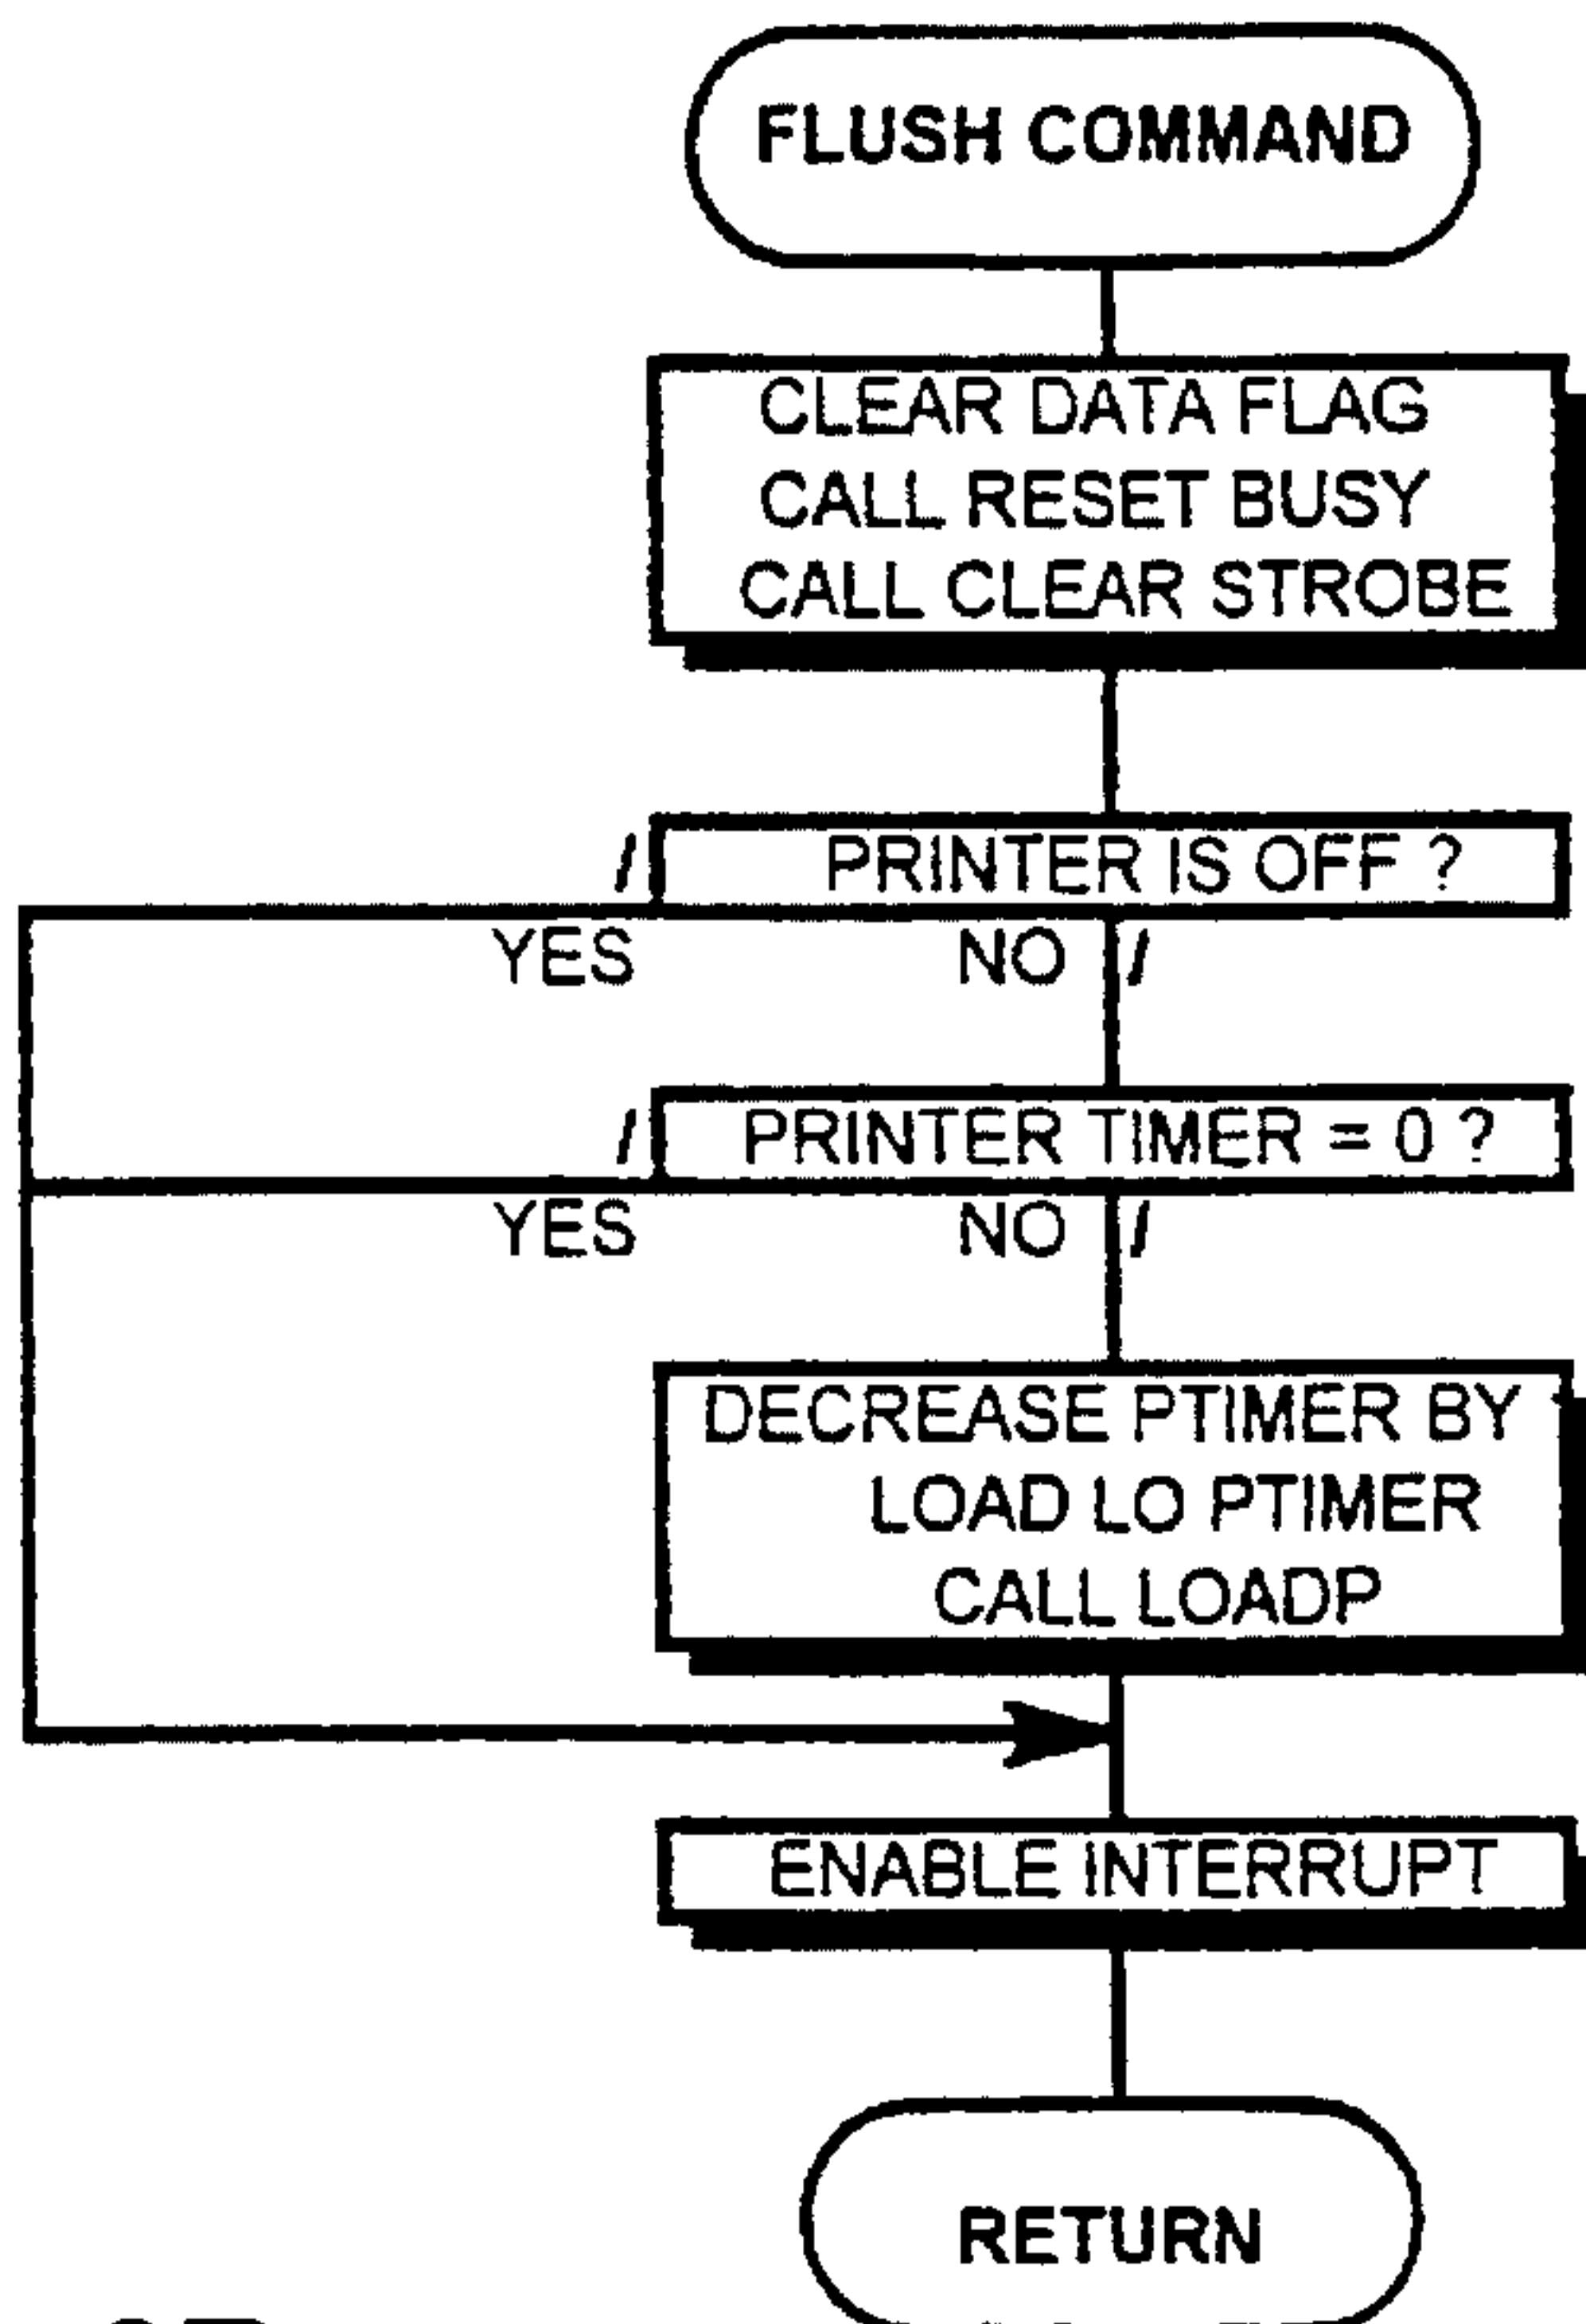 FLUSH COMMAND
CLEAR DATA FLAG
CALL RESET BUSY
CALL CLEAR STROBE
/ PRINTER IS OFF ?
YES NO /
/ PRINTER TIMER = 0 ?
YES NO /
DECREASE PTIMER BY
LOAD LO PTIMER
CALL LOADP
ENABLE INTERRUPT
RETURN